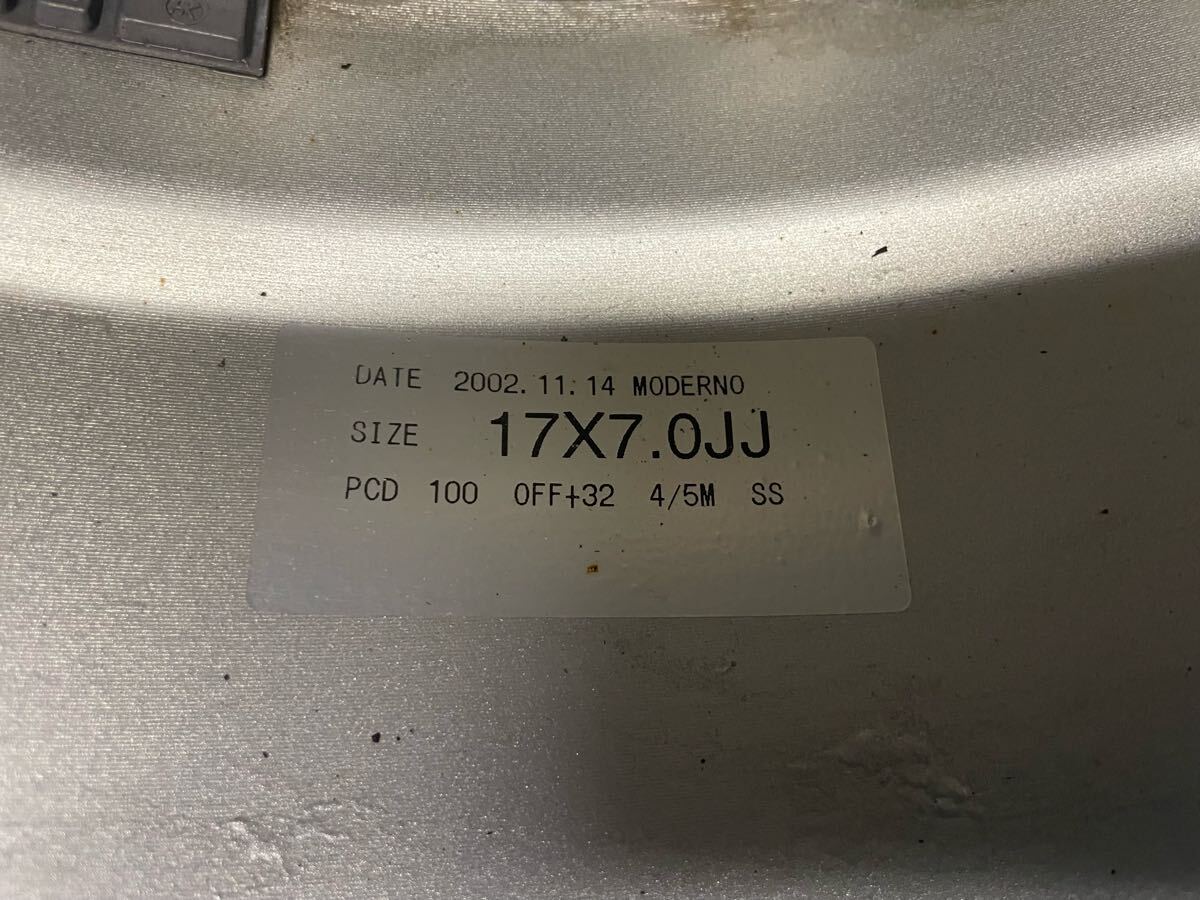 DATE 2002.11.14 MODERNO
SIZE 17X7.0JJ
PCD 100 OFF+32 4/5M SS